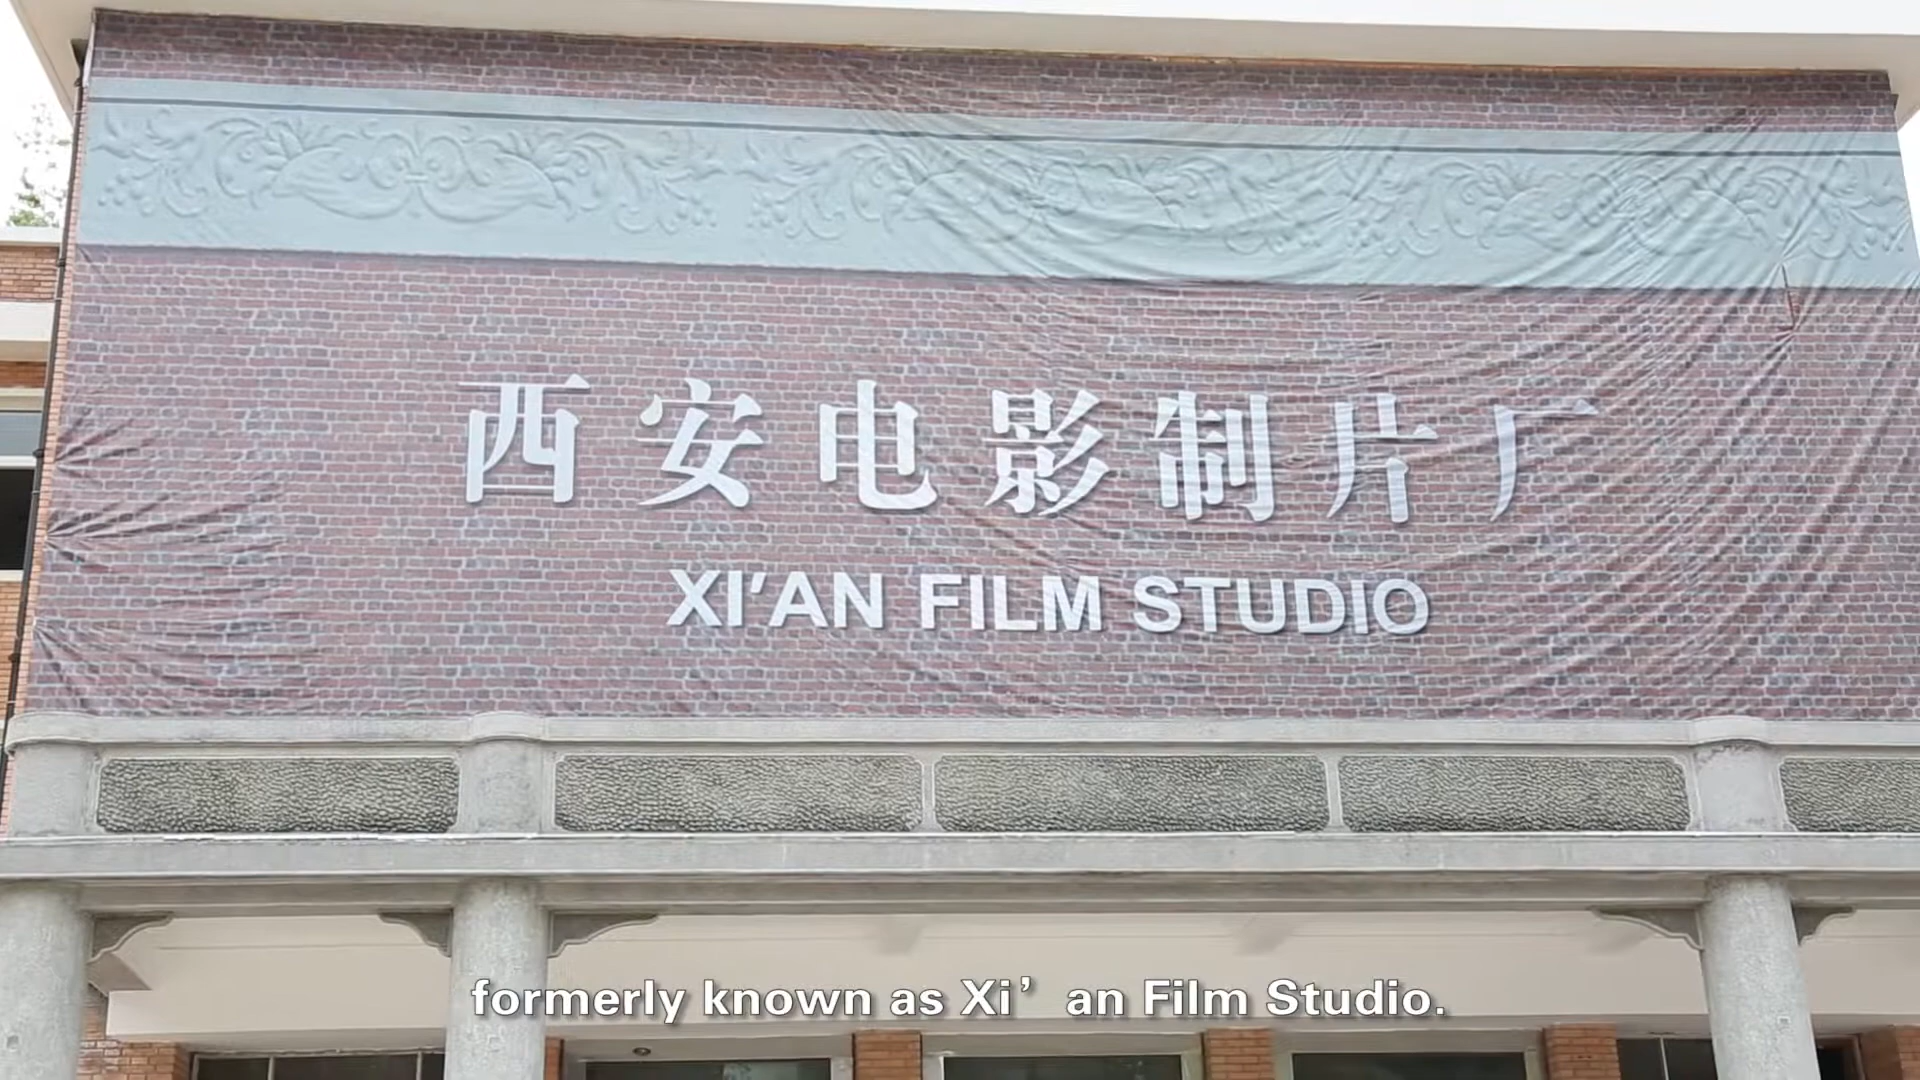 西安电影制片厂
XI'AN FILM STUDIO
formerly known as Xi’an Film Studio.